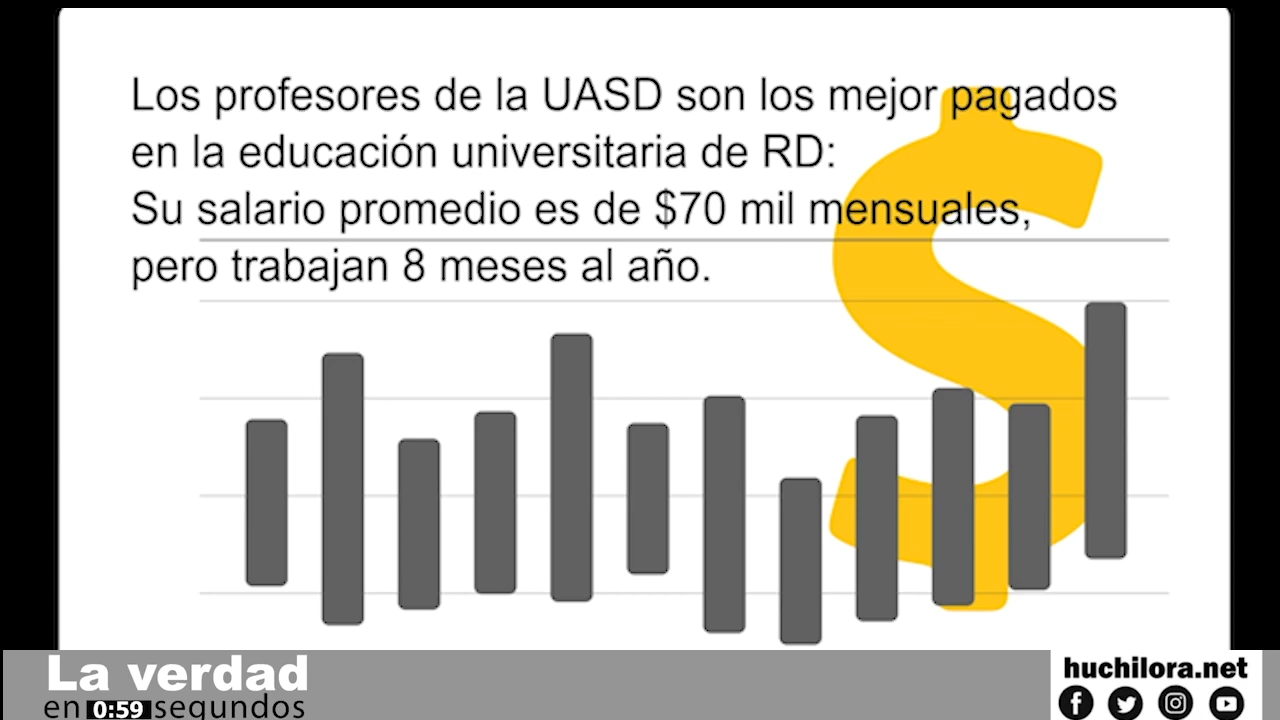 Los profesores de la UASD son los mejor pagados
en la educación universitaria de RD:
Su salario promedio es de $70 mil mensuales,
pero trabajan 8 meses al año.
La verdad
en 0:59 segundos
huchilora.net